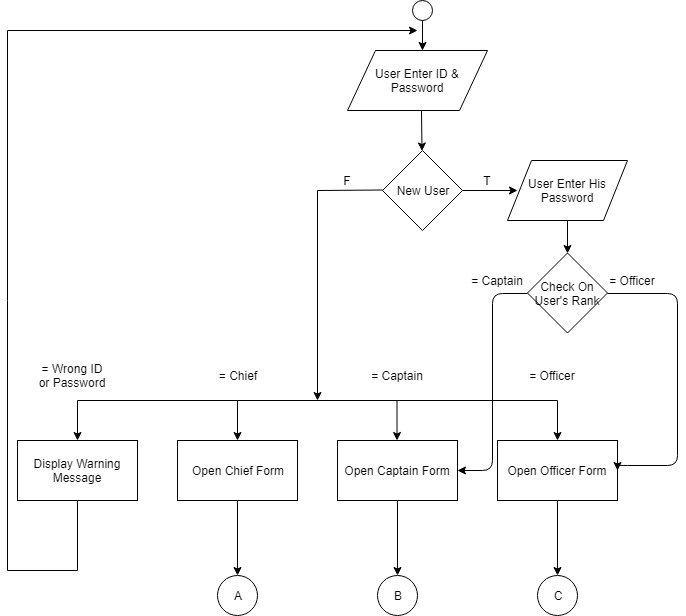 User Enter ID &
Password
New User
F
T
User Enter His
Password
Check On
User's Rank
= Captain
= Officer
= Wrong ID
or Password
= Chief
= Captain
= Officer
Display Warning
Message
Open Chief Form
Open Captain Form
Open Officer Form
A
B
C